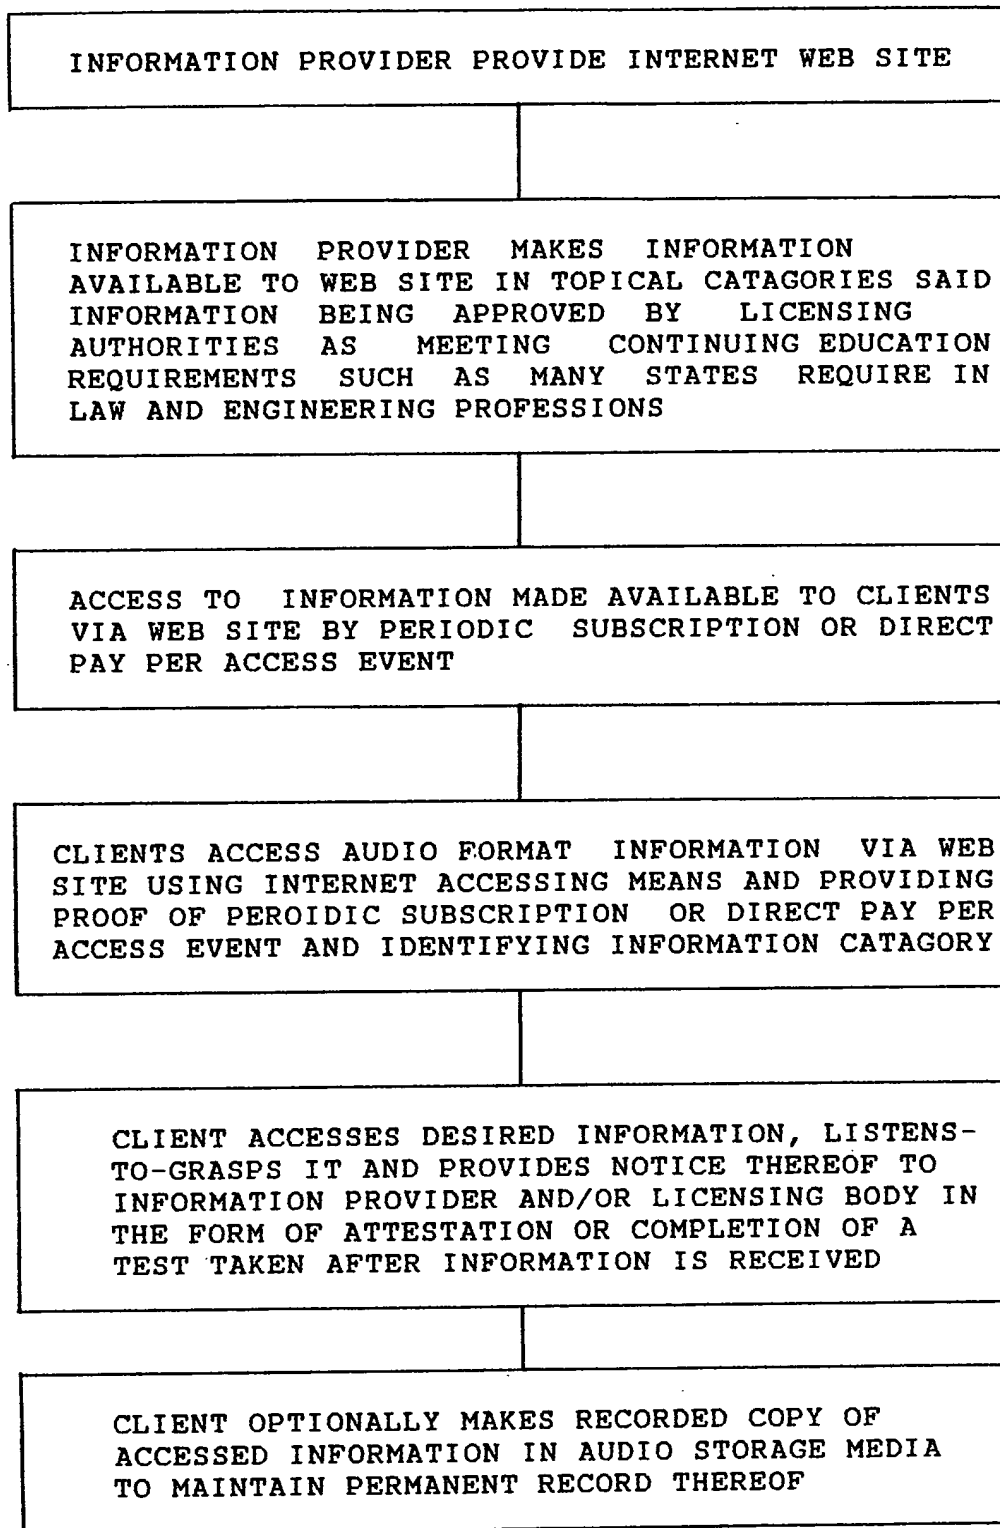 INFORMATION PROVIDER PROVIDE INTERNET WEB SITE
INFORMATION PROVIDER MAKES INFORMATION
AVAILABLE TO WEB SITE IN TOPICAL CATAGORIES SAID
INFORMATION BEING APPROVED BY LICENSING
AUTHORITIES AS MEETING CONTINUING EDUCATION
REQUIREMENTS SUCH AS MANY STATES REQUIRE IN
LAW AND ENGINEERING PROFESSIONS
ACCESS TO INFORMATION MADE AVAILABLE TO CLIENTS
VIA WEB SITE BY PERIODIC SUBSCRIPTION OR DIRECT
PAY PER ACCESS EVENT
CLIENTS ACCESS AUDIO FORMAT INFORMATION VIA WEB
SITE USING INTERNET ACCESSING MEANS AND PROVIDING
PROOF OF PEROIDIC SUBSCRIPTION OR DIRECT PAY PER
ACCESS EVENT AND IDENTIFYING INFORMATION CATAGORY
CLIENT ACCESSES DESIRED INFORMATION, LISTENS-
TO-GRASPS IT AND PROVIDES NOTICE THEREOF TO
INFORMATION PROVIDER AND/OR LICENSING BODY IN
THE FORM OF ATTESTATION OR COMPLETION OF A
TEST TAKEN AFTER INFORMATION IS RECEIVED
CLIENT OPTIONALLY MAKES RECORDED COPY OF
ACCESSED INFORMATION IN AUDIO STORAGE MEDIA
TO MAINTAIN PERMANENT RECORD THEREOF